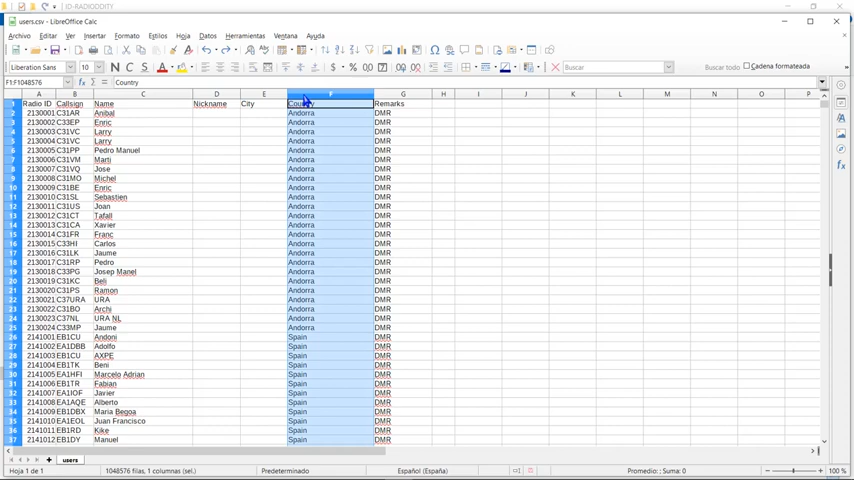 ID-RADIODDITY
users.csv - LibreOffice Calc
Archivo Editar Ver Insertar Formato Estilos Hoja Datos Herramientas Ventana Ayuda
Liberation Sans 10 N C S Buscar Buscar todo Cadena formateada
F1:F1048576 Country
A B C D E F G H I J K L M N O P
1 Radio ID Callsign Name Nickname City Country Remarks
2 2130001 C31AR Anibal Andorra DMR
3 2130002 C33EP Enric Andorra DMR
4 2130003 C31VC Larry Andorra DMR
5 2130004 C31VC Larry Andorra DMR
6 2130005 C31PP Pedro Manuel Andorra DMR
7 2130006 C31VM Marti Andorra DMR
8 2130007 C31VQ Jose Andorra DMR
9 2130008 C31MO Michel Andorra DMR
10 2130009 C31BE Enric Andorra DMR
11 2130010 C31SL Sebastien Andorra DMR
12 2130011 C31US Joan Andorra DMR
13 2130012 C31CT Tafall Andorra DMR
14 2130013 C31CA Xavier Andorra DMR
15 2130014 C31FR Franc Andorra DMR
16 2130015 C33HI Carlos Andorra DMR
17 2130016 C31LK Jaume Andorra DMR
18 2130017 C31RP Pedro Andorra DMR
19 2130018 C33PG Josep Manel Andorra DMR
20 2130019 C31KC Beli Andorra DMR
21 2130020 C31PS Ramon Andorra DMR
22 2130021 C37URA URA Andorra DMR
23 2130022 C31BO Archi Andorra DMR
24 2130023 C37NL URA NL Andorra DMR
25 2130024 C33MP Jaume Andorra DMR
26 2141001 EB1CU Andoni Spain DMR
27 2141002 EA1DBB Adolfo Spain DMR
28 2141003 EB1CU AXPE Spain DMR
29 2141004 EB1TK Beni Spain DMR
30 2141005 EA1HFI Marcelo Adrian Spain DMR
31 2141006 EB1TR Fabian Spain DMR
32 2141007 EA1IOF Javier Spain DMR
33 2141008 EA1AQE Alberto Spain DMR
34 2141009 EB1DBX Maria Begoa Spain DMR
35 2141010 EA1EOL Juan Francisco Spain DMR
36 2141011 EB1RD Kike Spain DMR
37 2141012 EB1DY Manuel Spain DMR
users
Hoja 1 de 1 1048576 filas, 1 columnas (sel.) Predeterminado Español (España) Promedio: ; Suma: 0 100 %